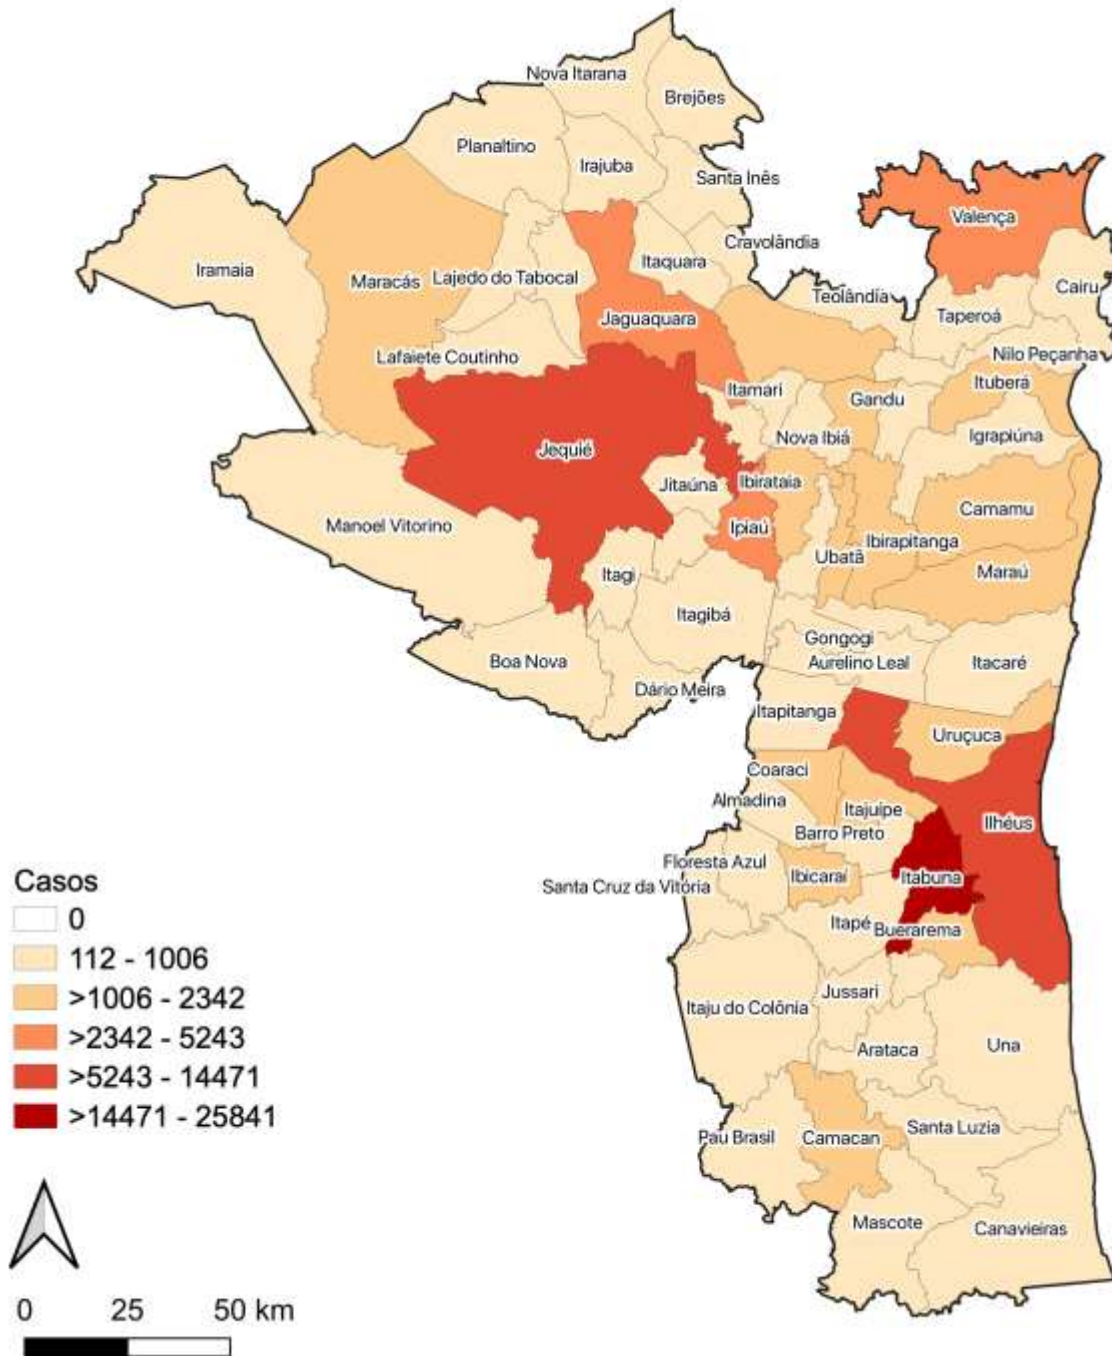 Nova Itarana
Brejões
Planaltino
Irajuba
Santa Inês
Valença
Cravolândia
Itaquara
Iramaia
Maracás
Lajedo do Tabocal
Cairu
Teolândia
Taperoá
Jaguaquara
Lafaiete Coutinho
Nilo Peçanha
Ituberá
Itamari
Gandu
Nova Ibiá
Igrapiúna
Jequié
Jitaúna
Ibirataia
Camamu
Manoel Vitorino
Ipiaú
Ibirapitanga
Ubatã
Maraú
Itagi
Itagibá
Gongogi
Boa Nova
Aurelino Leal
Itacaré
Dário Meira
Itapitanga
Uruçuca
Coaraci
Almadina
Itajuípe
Ilhéus
Barro Preto
Floresta Azul
Ibicaraí
Itabuna
Santa Cruz da Vitória
Itapé
Buerarema
Jussari
Itaju do Colônia
Una
Arataca
Santa Luzia
Pau Brasil
Camacan
Mascote
Canavieiras
Casos
0
112 - 1006
>1006 - 2342
>2342 - 5243
>5243 - 14471
>14471 - 25841
0 25 50 km